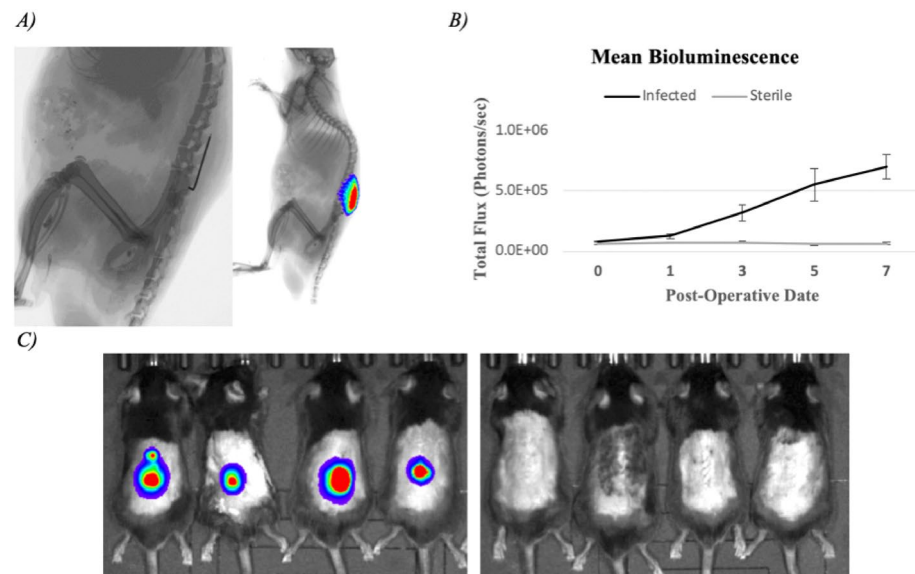 A)
B)
Mean Bioluminescence
Infected
Sterile
Total Flux (Photons/sec)
1.0E+06
5.0E+05
0.0E+00
0
1
3
5
7
Post-Operative Date
C)